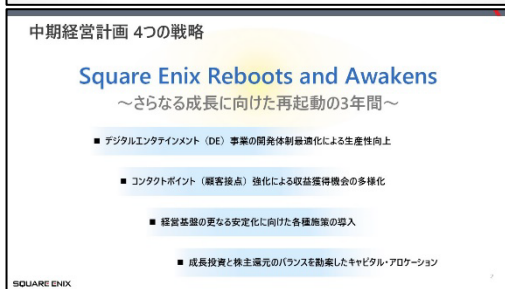 中期経営計画 4つの戦略
Square Enix Reboots and Awakens
～さらなる成長に向けた再起動の3年間～
■ デジタルエンタテインメント（DE）事業の開発体制最適化による生産性向上
■ コンタクトポイント（顧客接点）強化による収益獲得機会の多様化
■ 経営基盤の更なる安定化に向けた各種施策の導入
■ 成長投資と株主還元のバランスを勘案したキャピタル・アロケーション
SQUARE ENIX